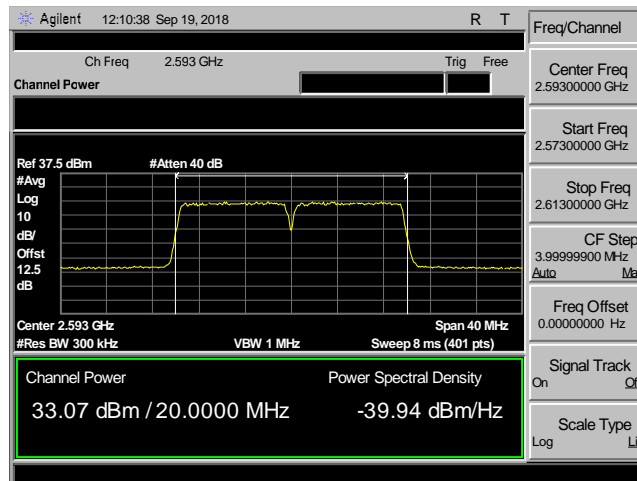 Agilent 12:10:38 Sep 19, 2018 R T
Freq/Channel
Ch Freq 2.593 GHz Trig Free
Channel Power
Center Freq
2.59300000 GHz
Start Freq
2.57300000 GHz
Stop Freq
2.61300000 GHz
CF Step
3.99999900 MHz
Auto Ma
Freq Offset
0.00000000 Hz
Signal Track
On Of
Scale Type
Log Li
Ref 37.5 dBm #Atten 40 dB
#Avg
Log
10
dB/
Offst
12.5
dB
Center 2.593 GHz Span 40 MHz
#Res BW 300 kHz VBW 1 MHz Sweep 8 ms (401 pts)
Channel Power Power Spectral Density
33.07 dBm / 20.0000 MHz -39.94 dBm/Hz